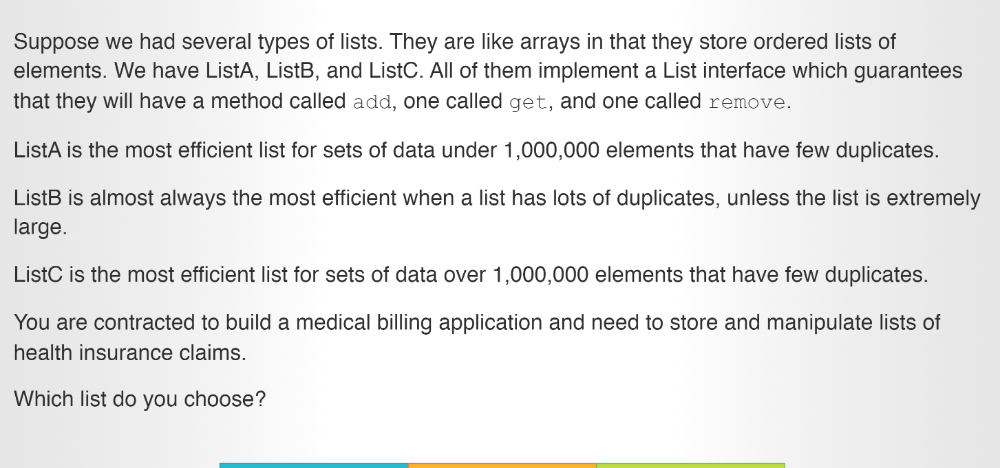 Suppose we had several types of lists. They are like arrays in that they store ordered lists of
elements. We have ListA, ListB, and ListC. All of them implement a List interface which guarantees
that they will have a method called add, one called get, and one called remove.
ListA is the most efficient list for sets of data under 1,000,000 elements that have few duplicates.
ListB is almost always the most efficient when a list has lots of duplicates, unless the list is extremely
large.
ListC is the most efficient list for sets of data over 1,000,000 elements that have few duplicates.
You are contracted to build a medical billing application and need to store and manipulate lists of
health insurance claims.
Which list do you choose?